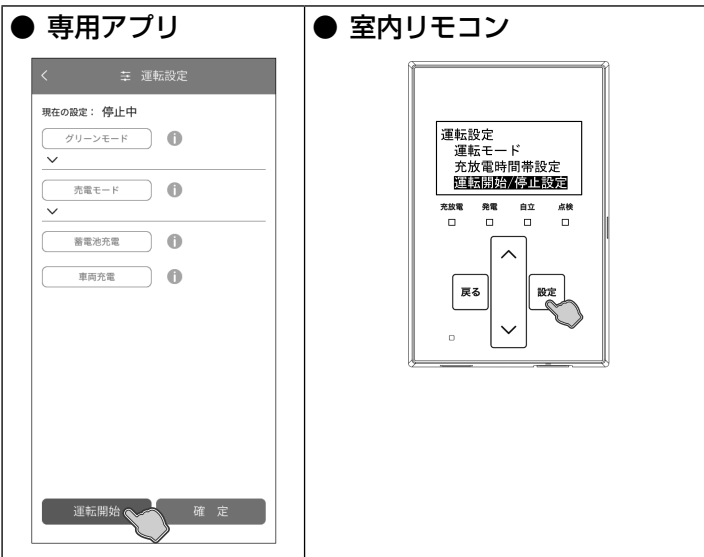 ● 専用アプリ
< 運転設定
現在の設定： 停止中
グリーンモード i
売電モード i
蓄電池充電 i
車両充電 i
運転開始 確 定
● 室内リモコン
運転設定
運転モード
充放電時間帯設定
運転開始/停止設定
充放電 発電 自立 点検
戻る 設定